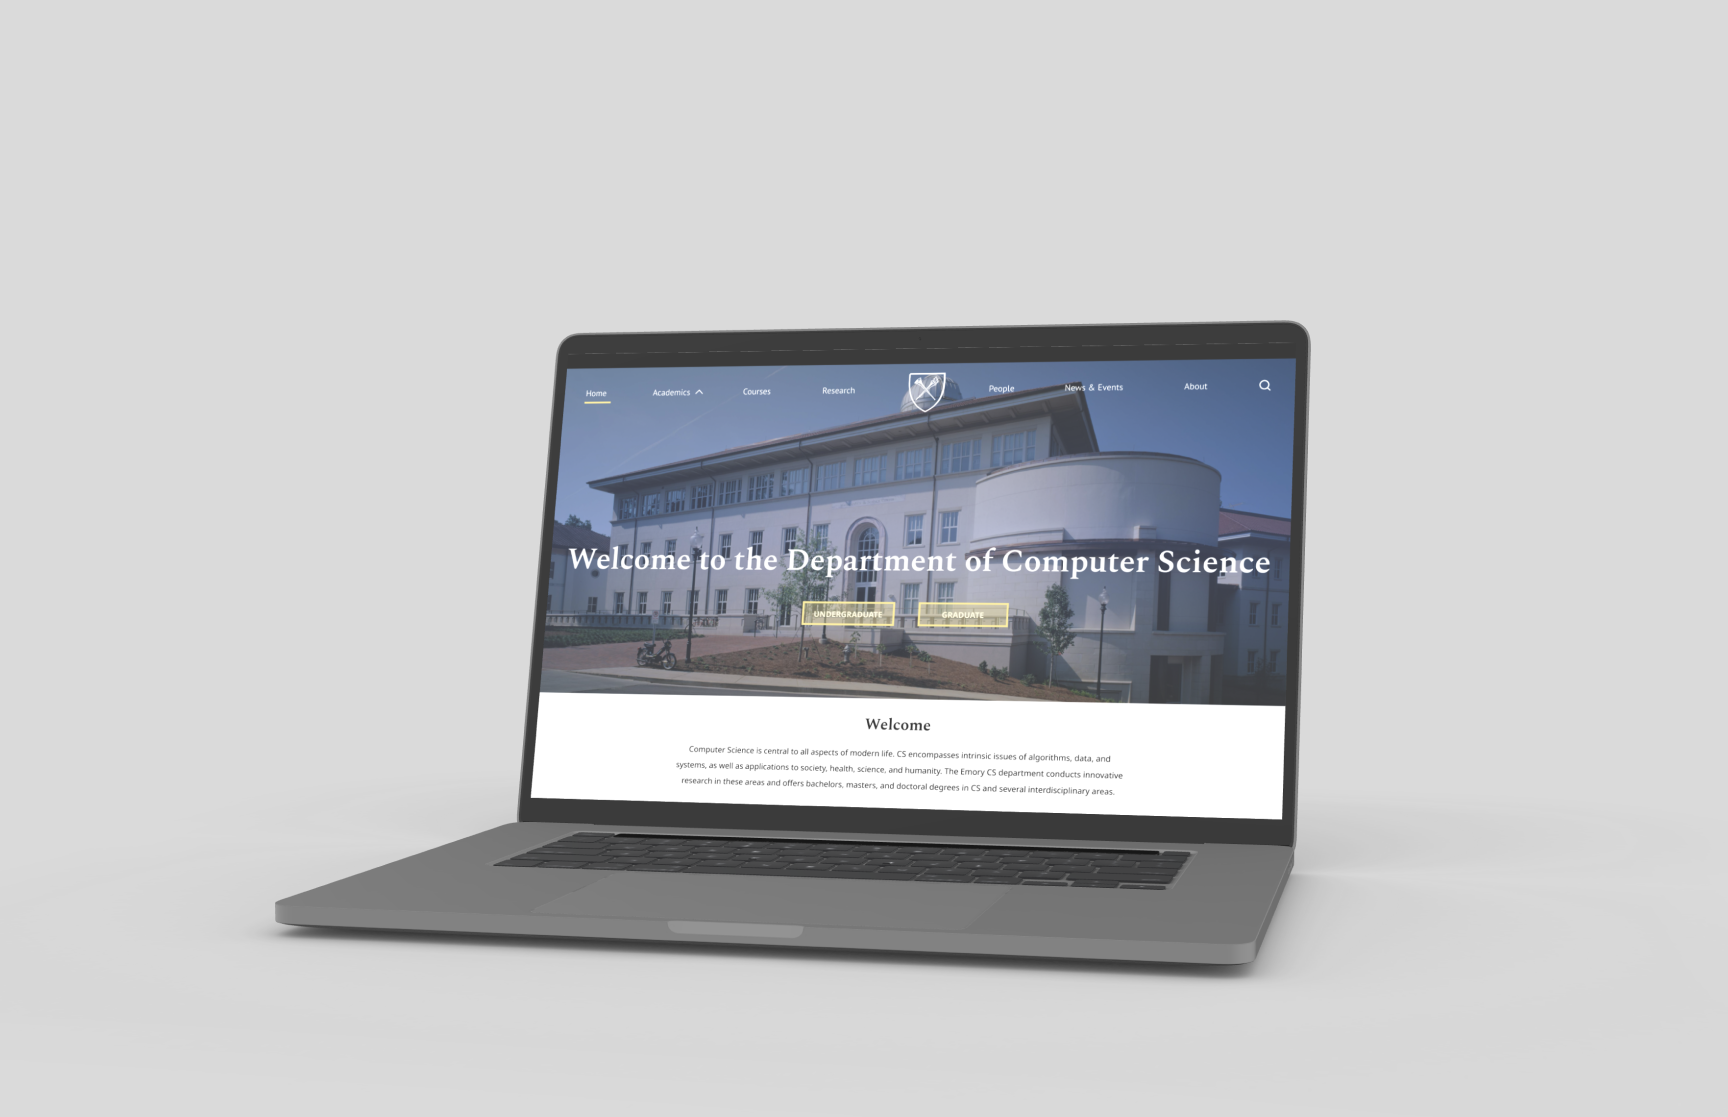 Home Academics Courses Research People News & Events About
Welcome to the Department of Computer Science
UNDERGRADUATE GRADUATE
Welcome
Computer Science is central to all aspects of modern life. CS encompasses intrinsic issues of algorithms, data, and
systems, as well as applications to society, health, science, and humanity. The Emory CS department conducts innovative
research in these areas and offers bachelors, masters, and doctoral degrees in CS and several interdisciplinary areas.